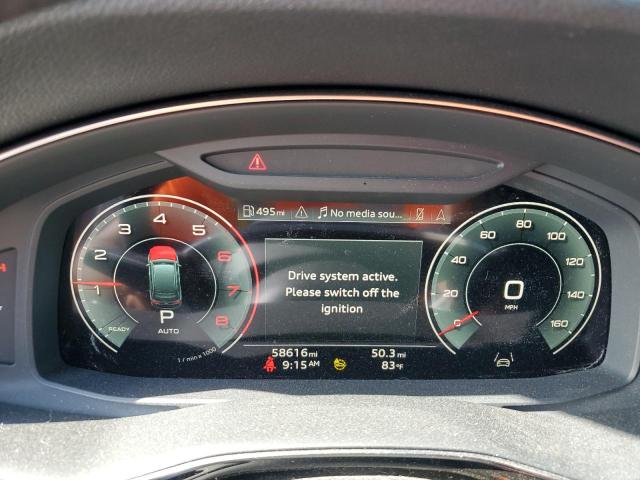 495mi
No media sou...
3 4 5
2 6
1 7
READY 8
P
AUTO
1 / min x 1000
Drive system active.
Please switch off the
ignition
60 80 100
40 120
20 140
0 160
0
MPH
58616mi
50.3mi
9:15AM
83°F